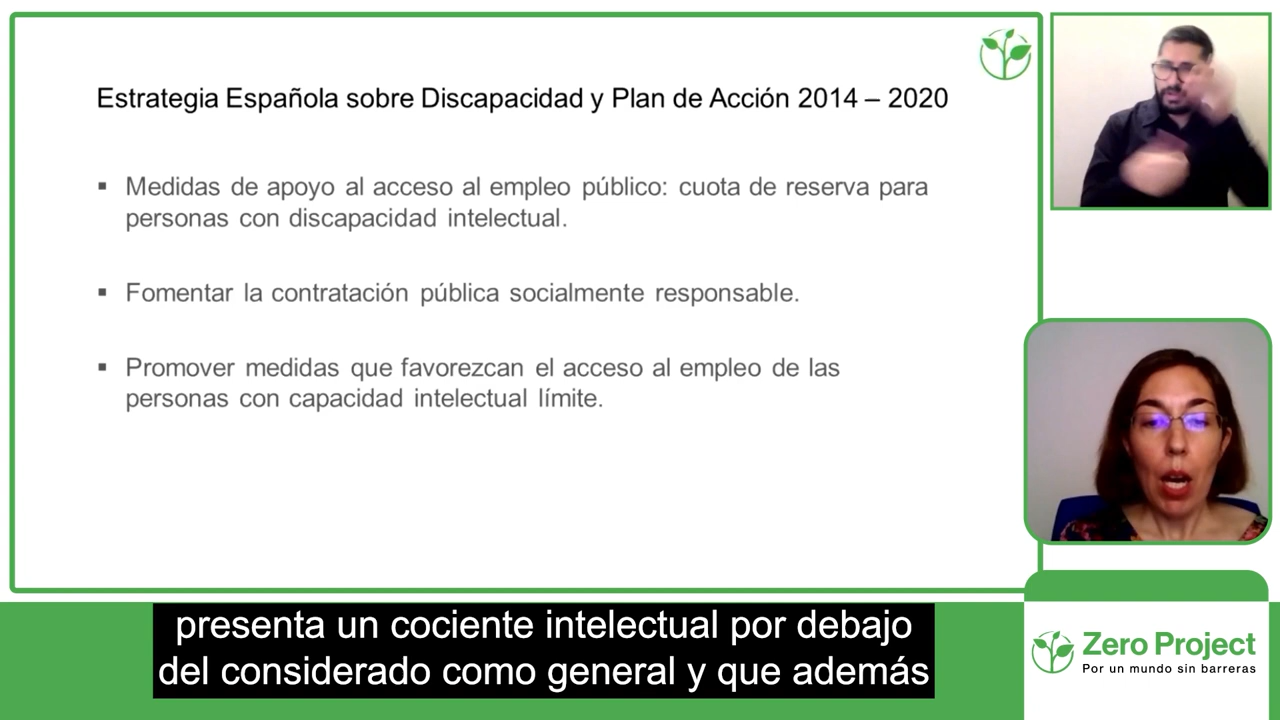 Estrategia Española sobre Discapacidad y Plan de Acción 2014 – 2020
▪ Medidas de apoyo al acceso al empleo público: cuota de reserva para
personas con discapacidad intelectual.
▪ Fomentar la contratación pública socialmente responsable.
▪ Promover medidas que favorezcan el acceso al empleo de las
personas con capacidad intelectual límite.
presenta un cociente intelectual por debajo
del considerado como general y que además
Zero Project
Por un mundo sin barreras